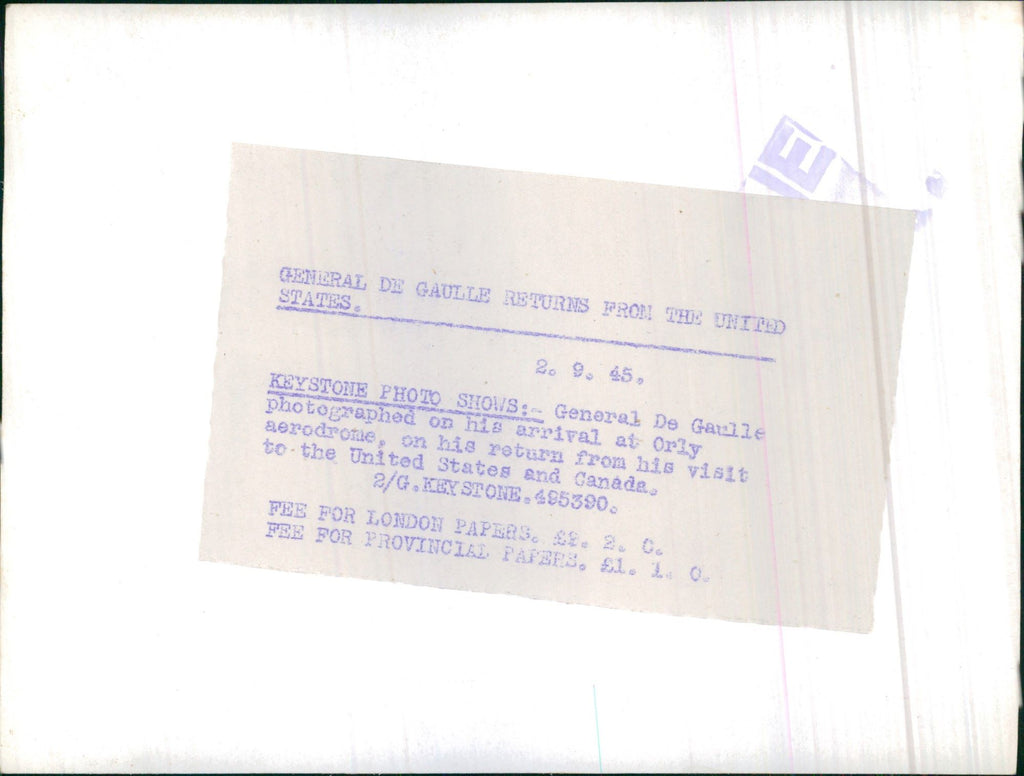 GENERAL DE GAULLE RETURNS FROM THE UNITED
STATES.
2. 9. 45.
KEYSTONE PHOTO SHOWS:- General De Gaulle
photographed on his arrival at Orly
aerodrome, on his return from his visit
to the United States and Canada.
2/G.KEYSTONE.495390.
FEE FOR LONDON PAPERS. £2. 2. 0.
FEE FOR PROVINCIAL PAPERS. £1. 1. 0.